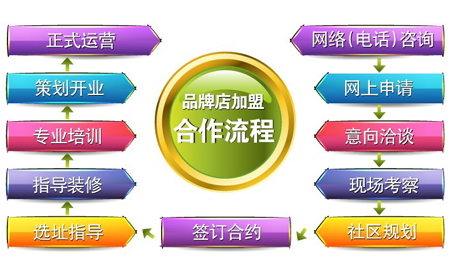 正式运营
网络(电话)咨询
策划开业
品牌店加盟
网上申请
专业培训
合作流程
意向洽谈
指导装修
现场考察
选址指导
签订合约
社区规划